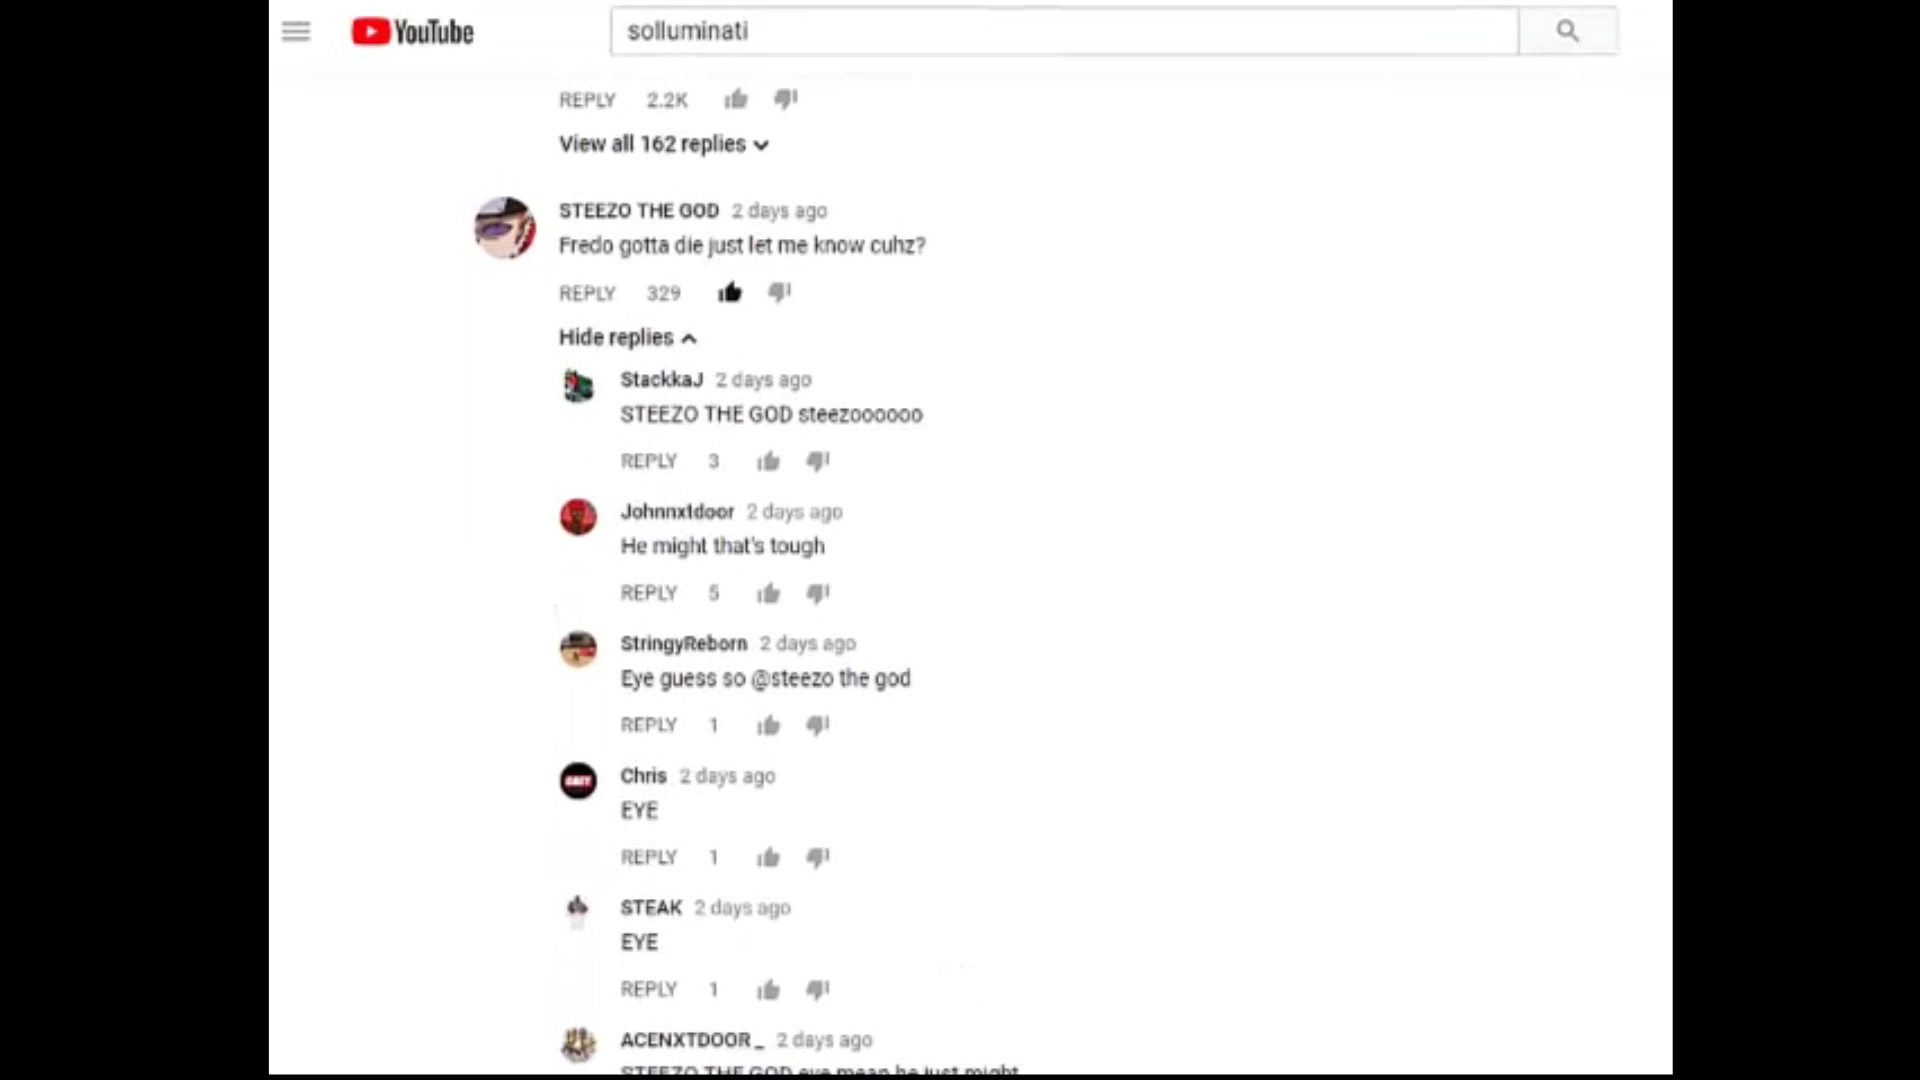 YouTube
solluminati
REPLY 2.2K
View all 162 replies
STEEZO THE GOD 2 days ago
Fredo gotta die just let me know cuhz?
REPLY 329
Hide replies
StackkaJ 2 days ago
STEEZO THE GOD steezoooooo
REPLY 3
Johnnxtdoor 2 days ago
He might that's tough
REPLY 5
StringyReborn 2 days ago
Eye guess so @steezo the god
REPLY 1
Chris 2 days ago
EYE
REPLY 1
STEAK 2 days ago
EYE
REPLY 1
ACENXTDOOR_ 2 days ago
STEEZO THE GOD eye mean he just might